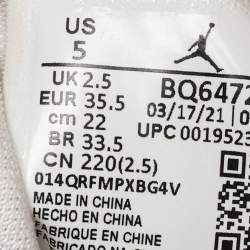 US
5
UK 2.5 BQ6472
EUR 35.5 03/17/21
cm 22 UPC 0019523
BR 33.5
CN 220(2.5)
014QRFMPXBG4V
MADE IN CHINA
HECHO EN CHINA
FABRIQUE EN CHINE
DIMPORT